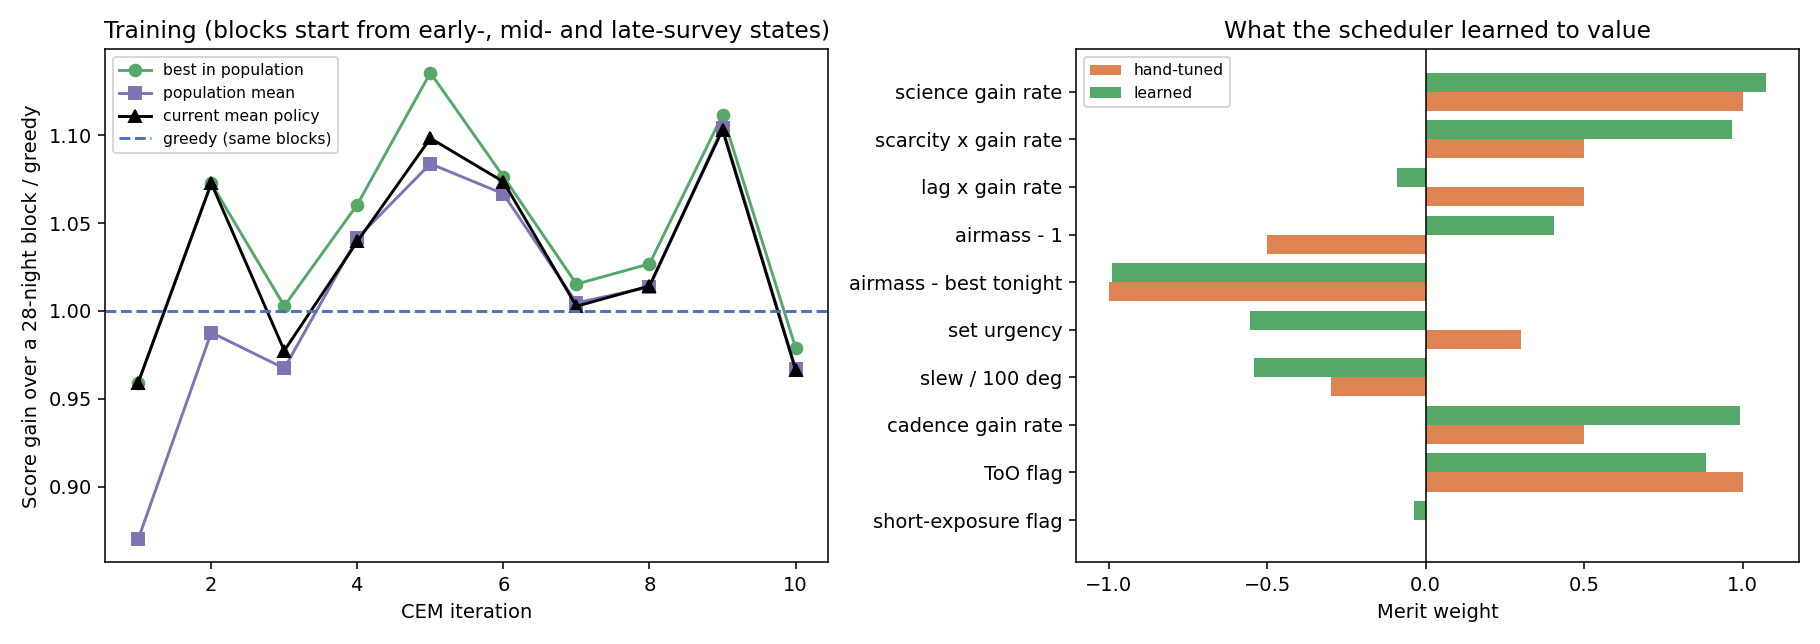 Training (blocks start from early-, mid- and late-survey states)
best in population
population mean
current mean policy
greedy (same blocks)
Score gain over a 28-night block / greedy
1.10
1.05
1.00
0.95
0.90
2
4
6
8
10
CEM iteration
What the scheduler learned to value
hand-tuned
learned
science gain rate
scarcity x gain rate
lag x gain rate
airmass - 1
airmass - best tonight
set urgency
slew / 100 deg
cadence gain rate
ToO flag
short-exposure flag
−1.0
−0.5
0.0
0.5
1.0
Merit weight